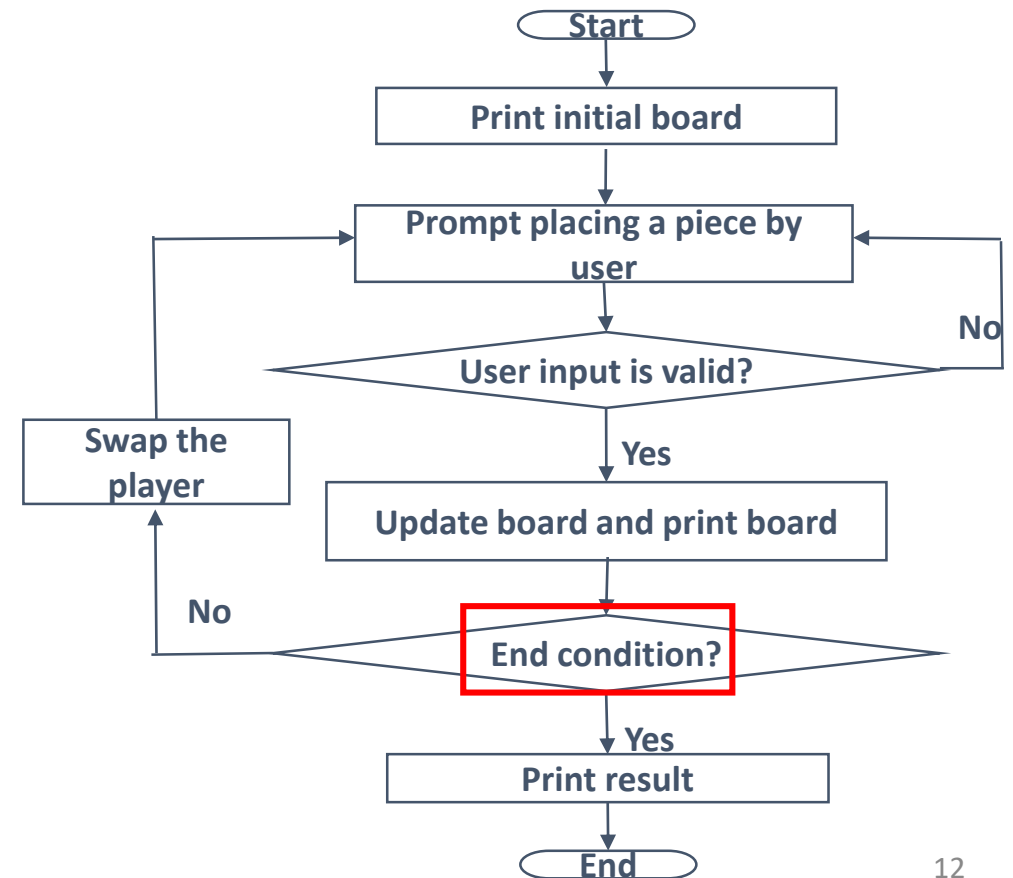 Start
Print initial board
Prompt placing a piece by
user
No
User input is valid?
Yes
Swap the
player
Update board and print board
No
End condition?
Yes
Print result
End
12